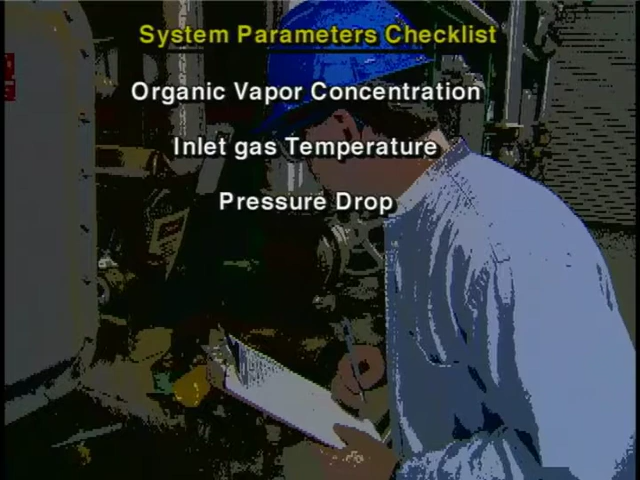 System Parameters Checklist
Organic Vapor Concentration
Inlet gas Temperature
Pressure Drop